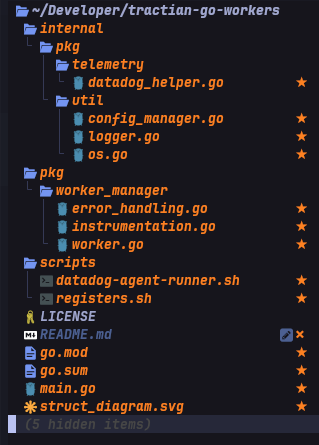 ~/Developer/tractian-go-workers
internal
pkg
telemetry
datadog_helper.go
util
config_manager.go
logger.go
os.go
pkg
worker_manager
error_handling.go
instrumentation.go
worker.go
scripts
datadog-agent-runner.sh
registers.sh
LICENSE
README.md
go.mod
go.sum
main.go
struct_diagram.svg
(5 hidden items)